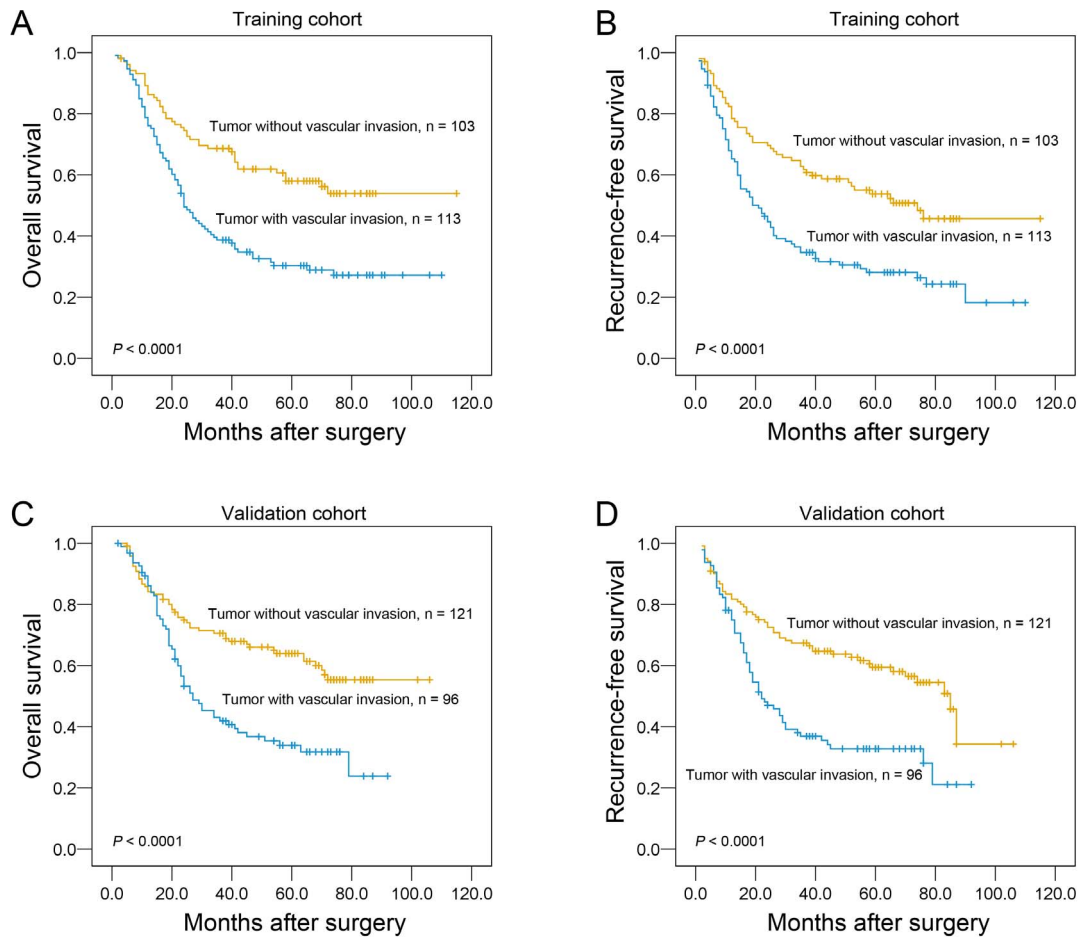 A
Training cohort
Overall survival
1.0
0.8
0.6
0.4
0.2
0.0
Tumor without vascular invasion, n = 103
Tumor with vascular invasion, n = 113
P < 0.0001
0.0 20.0 40.0 60.0 80.0 100.0 120.0
Months after surgery
B
Training cohort
Recurrence-free survival
1.0
0.8
0.6
0.4
0.2
0.0
Tumor without vascular invasion, n = 103
Tumor with vascular invasion, n = 113
P < 0.0001
0.0 20.0 40.0 60.0 80.0 100.0 120.0
Months after surgery
C
Validation cohort
Overall survival
1.0
0.8
0.6
0.4
0.2
0.0
Tumor without vascular invasion, n = 121
Tumor with vascular invasion, n = 96
P < 0.0001
0.0 20.0 40.0 60.0 80.0 100.0 120.0
Months after surgery
D
Validation cohort
Recurrence-free survival
1.0
0.8
0.6
0.4
0.2
0.0
Tumor without vascular invasion, n = 121
Tumor with vascular invasion, n = 96
P < 0.0001
0.0 20.0 40.0 60.0 80.0 100.0 120.0
Months after surgery